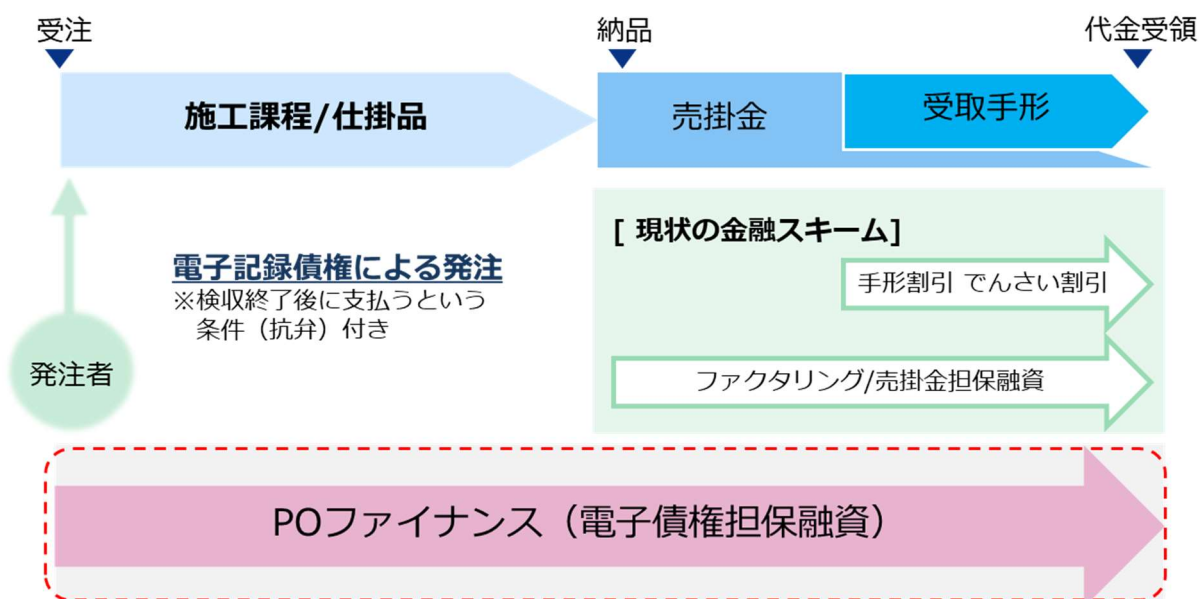 受注
納品
代金受領
施工課程/仕掛品
売掛金
受取手形
[ 現状の金融スキーム]
電子記録債権による発注
※検収終了後に支払うという
条件（抗弁）付き
手形割引 でんさい割引
発注者
ファクタリング/売掛金担保融資
POファイナンス（電子債権担保融資）